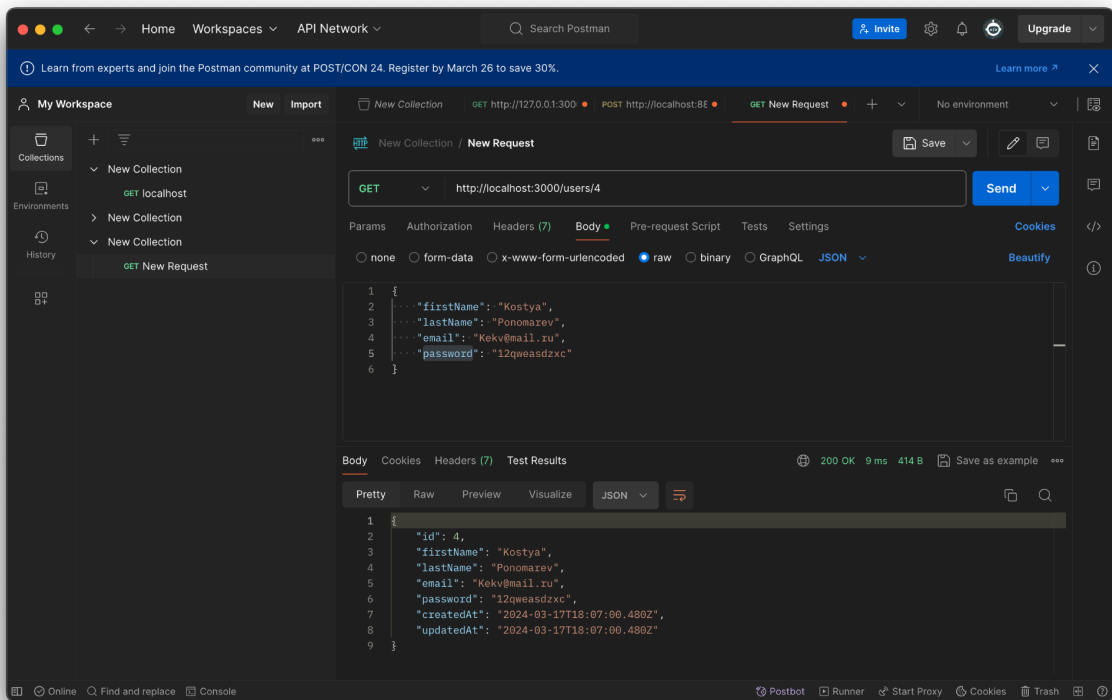 Home Workspaces API Network Search Postman Invite Upgrade
Learn from experts and join the Postman community at POST/CON 24. Register by March 26 to save 30%. Learn more
My Workspace New Import New Collection GET http://127.0.0.1:300 POST http://localhost:8 GET New Request No environment
Collections
Environments
History
New Collection
GET localhost
New Collection
New Collection
GET New Request
HTTP New Collection / New Request Save
GET http://localhost:3000/users/4 Send
Params Authorization Headers (7) Body Pre-request Script Tests Settings Cookies
none form-data x-www-form-urlencoded raw binary GraphQL JSON Beautify
1 {
2 ····"firstName":·"Kostya",
3 ····"lastName":·"Ponomarev",
4 ····"email":·"Kekv@mail.ru",
5 ····"password":·"12qweasdzxc"
6 }
Body Cookies Headers (7) Test Results 200 OK 9 ms 414 B Save as example
Pretty Raw Preview Visualize JSON
1 {
2 "id": 4,
3 "firstName": "Kostya",
4 "lastName": "Ponomarev",
5 "email": "Kekv@mail.ru",
6 "password": "12qweasdzxc",
7 "createdAt": "2024-03-17T18:07:00.480Z",
8 "updatedAt": "2024-03-17T18:07:00.480Z"
9 }
Online Find and replace Console Postbot Runner Start Proxy Cookies Trash